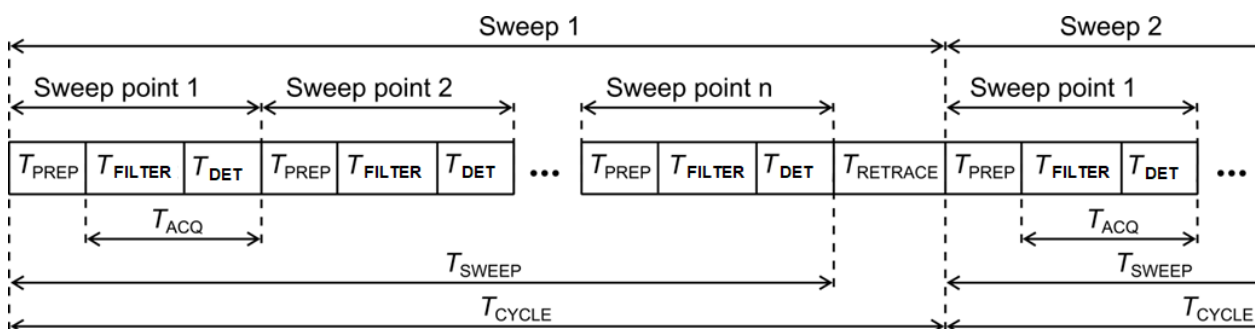 Sweep 1 Sweep 2
Sweep point 1 Sweep point 2 Sweep point n Sweep point 1
TPREP TFILTER TDET TPREP TFILTER TDET ••• TPREP TFILTER TDET TRETRACE TPREP TFILTER TDET •••
TACQ TACQ
TSWEEP TSWEEP
TCYCLE TCYCLE